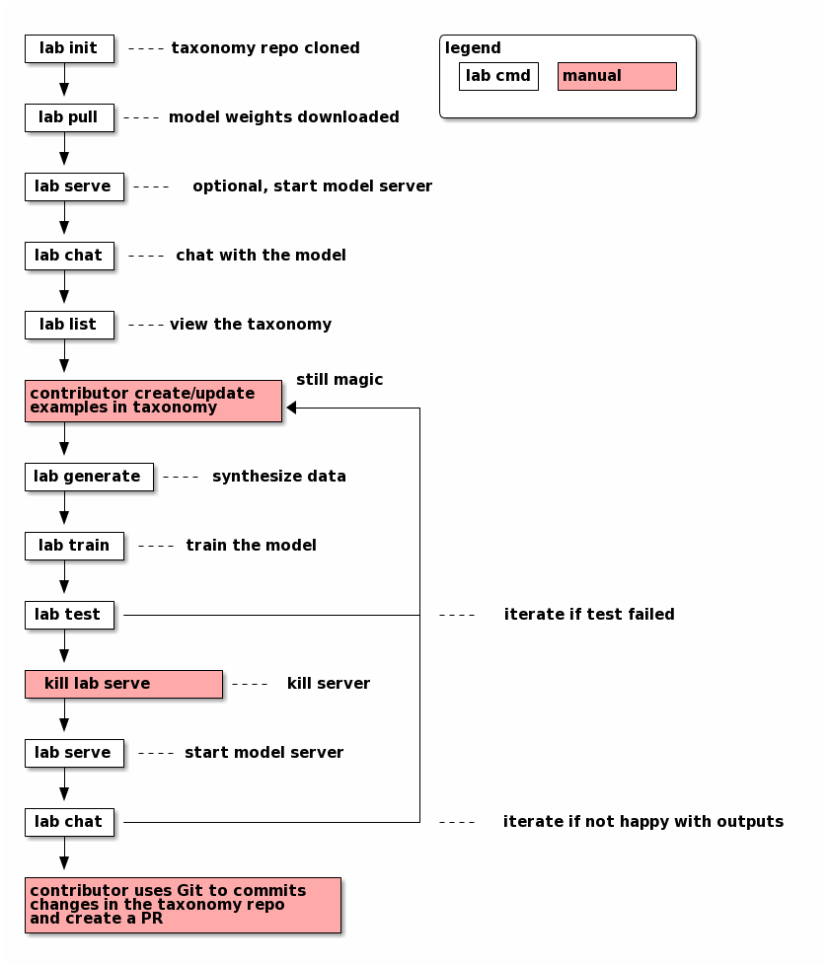 lab init ---- taxonomy repo cloned
legend
lab cmd manual
lab pull ---- model weights downloaded
lab serve ---- optional, start model server
lab chat ---- chat with the model
lab list ---- view the taxonomy
still magic
contributor create/update
examples in taxonomy
lab generate ---- synthesize data
lab train ---- train the model
lab test ---- iterate if test failed
kill lab serve ---- kill server
lab serve ---- start model server
lab chat ---- iterate if not happy with outputs
contributor uses Git to commits
changes in the taxonomy repo
and create a PR